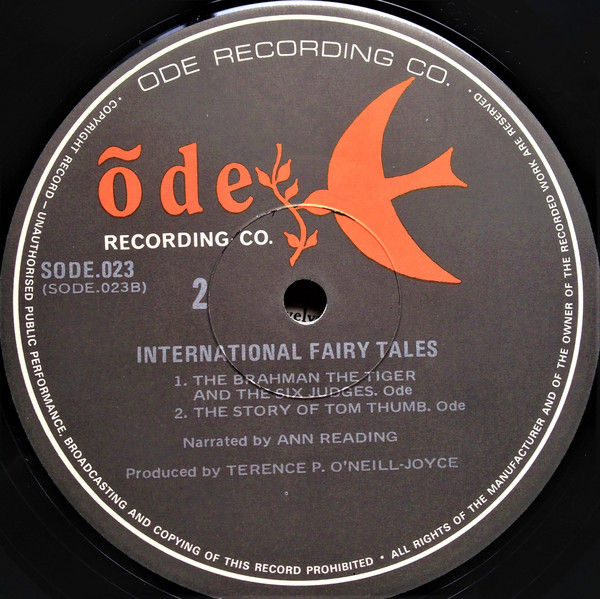 ODE RECORDING CO.
õde
RECORDING CO.
SODE.023
(SODE.023B)
2
INTERNATIONAL FAIRY TALES
1. THE BRAHMAN THE TIGER
AND THE SIX JUDGES. Ode
2. THE STORY OF TOM THUMB. Ode
Narrated by ANN READING
Produced by TERENCE P. O'NEILL-JOYCE
• COPYRIGHT RECORD – UNAUTHORISED PUBLIC PERFORMANCE, BROADCASTING AND COPYING OF THIS RECORD PROHIBITED • ALL RIGHTS OF THE MANUFACTURER AND OF THE OWNER OF THE RECORDED WORK ARE RESERVED •